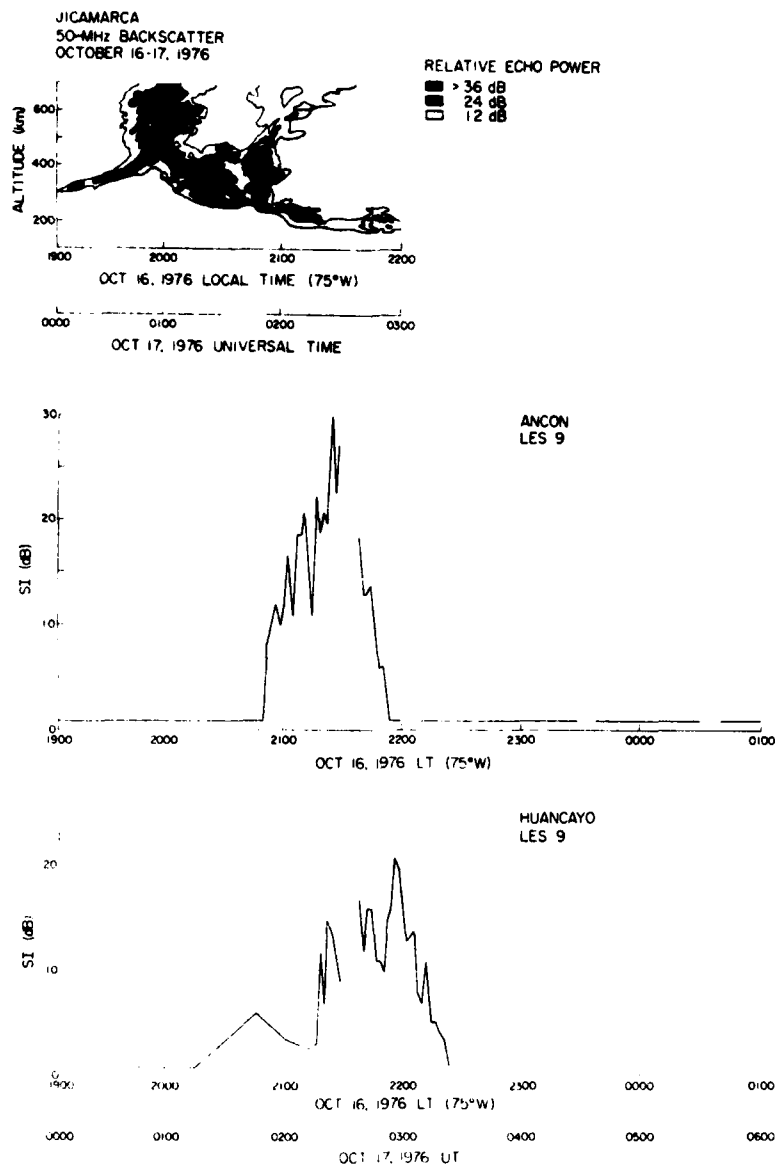 JICAMARCA
50-MHz BACKSCATTER
OCTOBER 16-17, 1976
RELATIVE ECHO POWER
> 36 dB
24 dB
12 dB
ALTITUDE (km)
600
400
200
1900 2000 2100 2200
OCT 16, 1976 LOCAL TIME (75°W)
0000 0100 0200 0300
OCT 17, 1976 UNIVERSAL TIME
ANCON
LES 9
SI (dB)
30
20
10
0
1900 2000 2100 2200 2300 0000 0100
OCT 16, 1976 LT (75°W)
HUANCAYO
LES 9
SI (dB)
20
10
0
1900 2000 2100 2200 2300 0000 0100
OCT 16, 1976 LT (75°W)
0000 0100 0200 0300 0400 0500 0600
OCT 17, 1976 UT